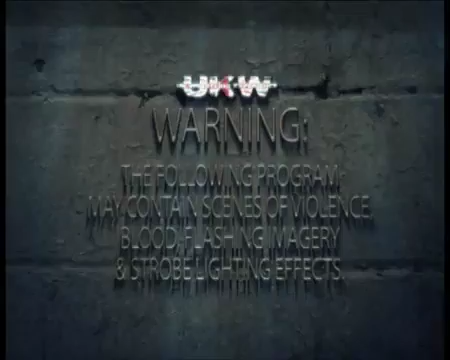 UKW
WARNING:
THE FOLLOWING PROGRAM
MAY CONTAIN SCENES OF VIOLENCE,
BLOOD, FLASHING IMAGERY
& STROBE LIGHTING EFFECTS.